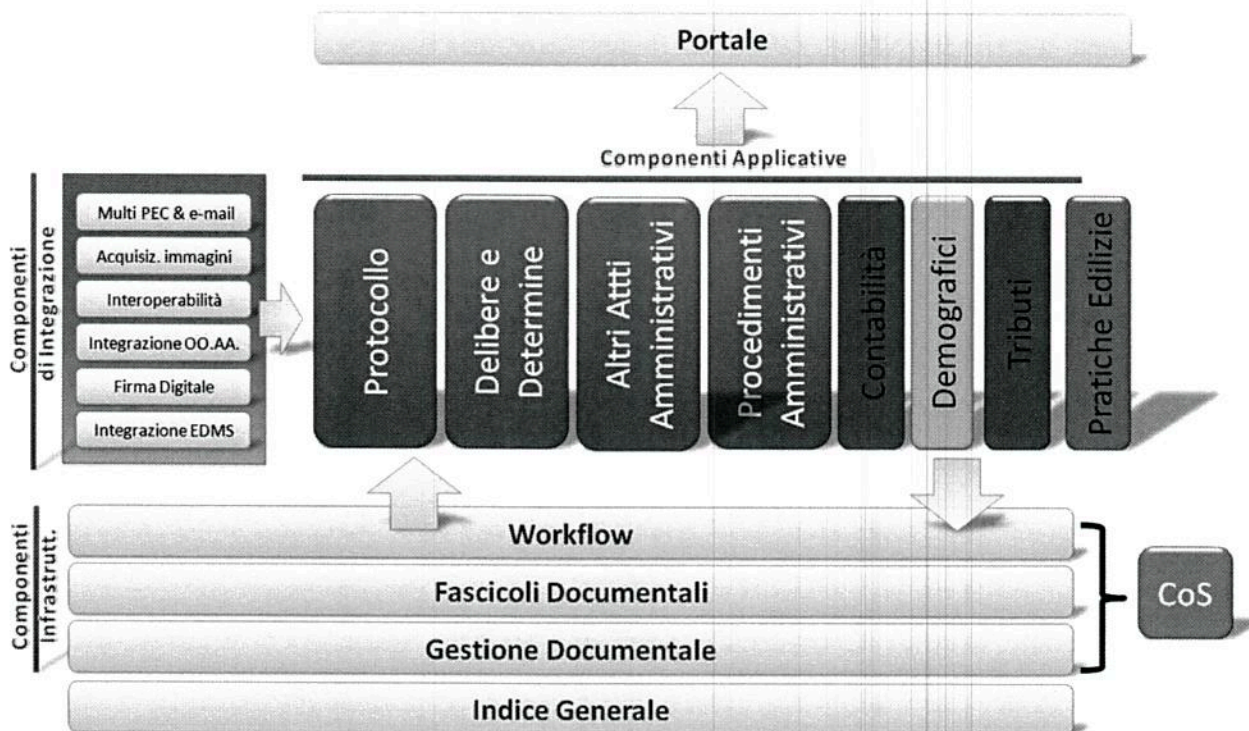 Portale
Componenti Applicative
Componenti
di Integrazione
Multi PEC & e-mail
Acquisiz. immagini
Interoperabilità
Integrazione OO.AA.
Firma Digitale
Integrazione EDMS
Protocollo
Delibere e
Determine
Altri Attti
Amministrativi
Procedimenti
Amministrativi
Contabilità
Demografici
Tributi
Pratiche Edilizie
Componenti
Infrastrutt.
Workflow
Fascicoli Documentali
Gestione Documentale
Indice Generale
CoS